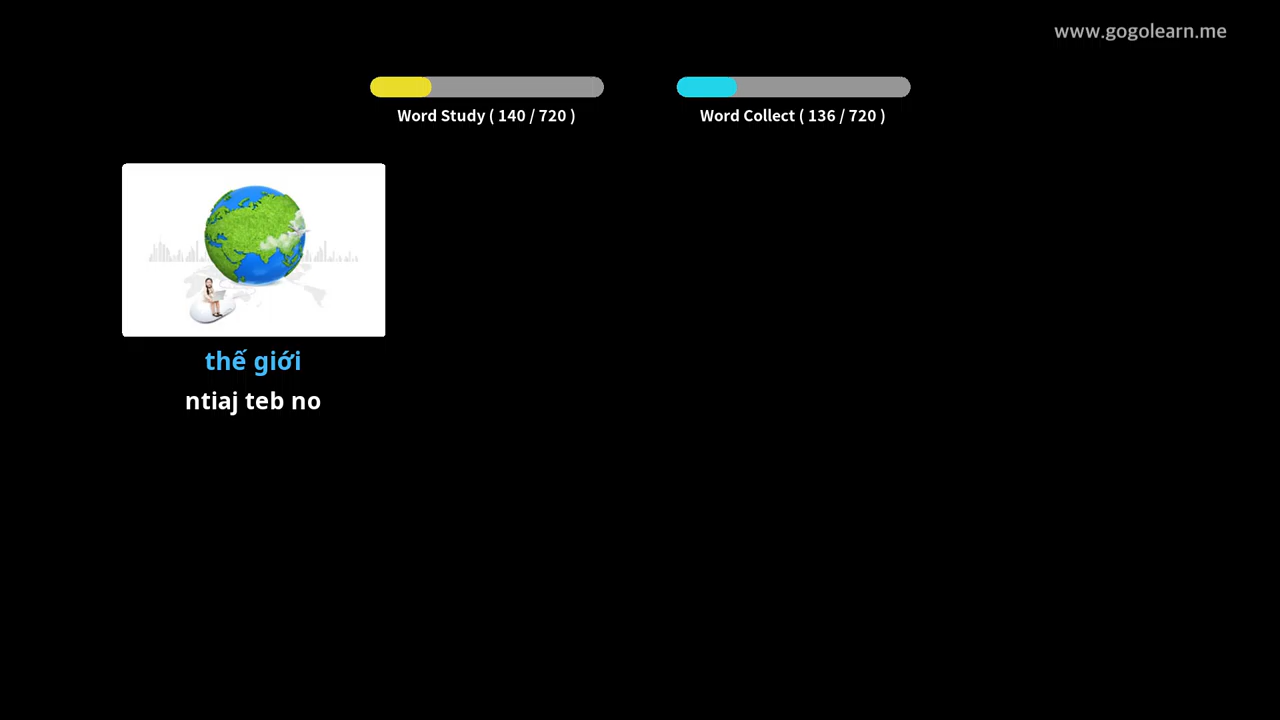 www.gogolearn.me
Word Study ( 140 / 720 )
Word Collect ( 136 / 720 )
thế giới
ntiaj teb no